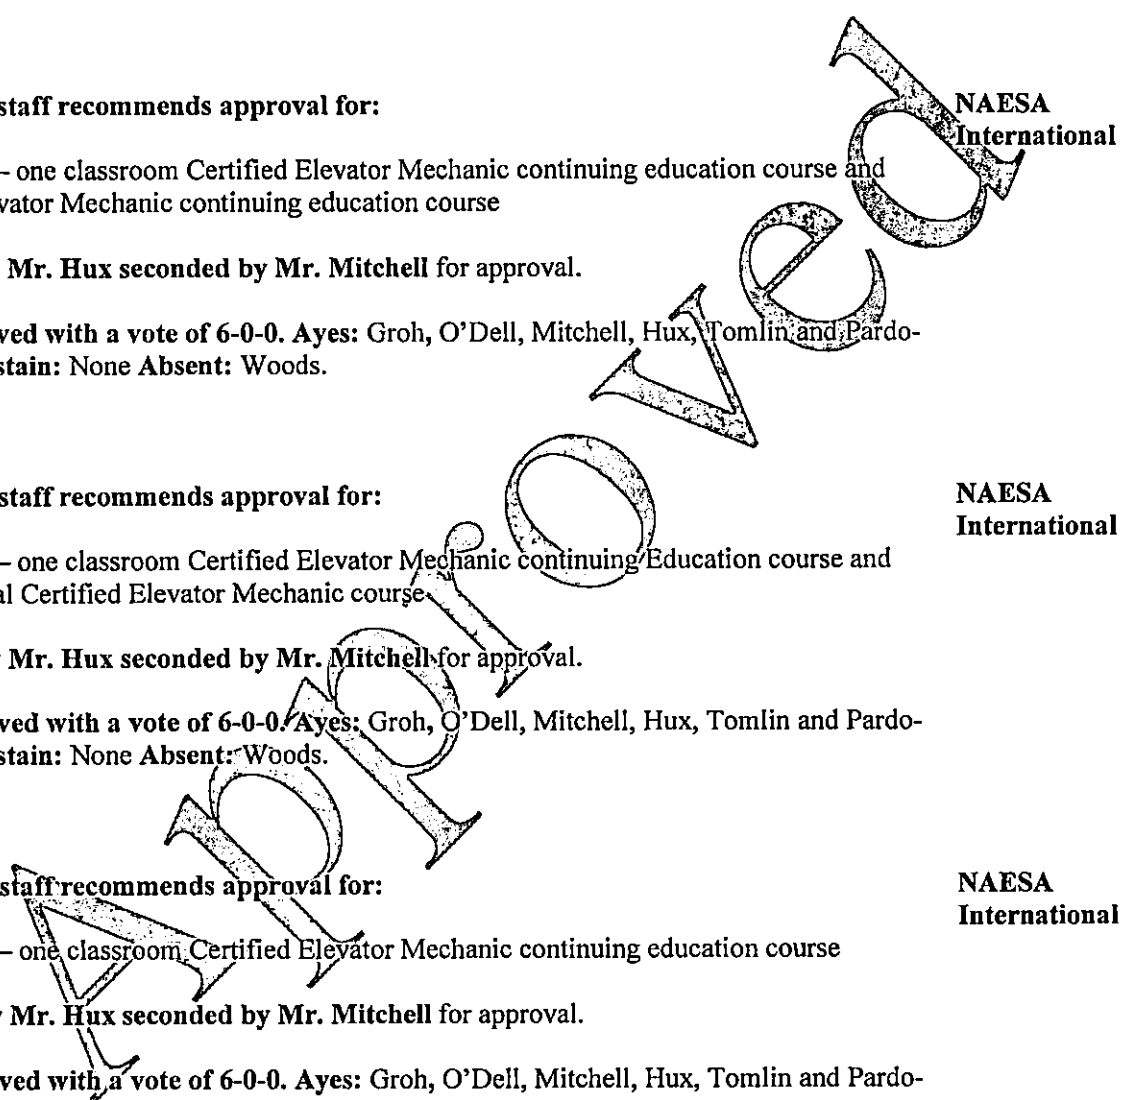 staff recommends approval for:
NAESA
International
– one classroom Certified Elevator Mechanic continuing education course and
vator Mechanic continuing education course
Mr. Hux seconded by Mr. Mitchell for approval.
ved with a vote of 6-0-0. Ayes: Groh, O'Dell, Mitchell, Hux, Tomlin and Pardo-
stain: None Absent: Woods.
staff recommends approval for:
NAESA
International
– one classroom Certified Elevator Mechanic continuing Education course and
al Certified Elevator Mechanic course
Mr. Hux seconded by Mr. Mitchell for approval.
ved with a vote of 6-0-0. Ayes: Groh, O'Dell, Mitchell, Hux, Tomlin and Pardo-
stain: None Absent: Woods.
staff recommends approval for:
NAESA
International
– one classroom Certified Elevator Mechanic continuing education course
Mr. Hux seconded by Mr. Mitchell for approval.
ved with a vote of 6-0-0. Ayes: Groh, O'Dell, Mitchell, Hux, Tomlin and Pardo-
Approved